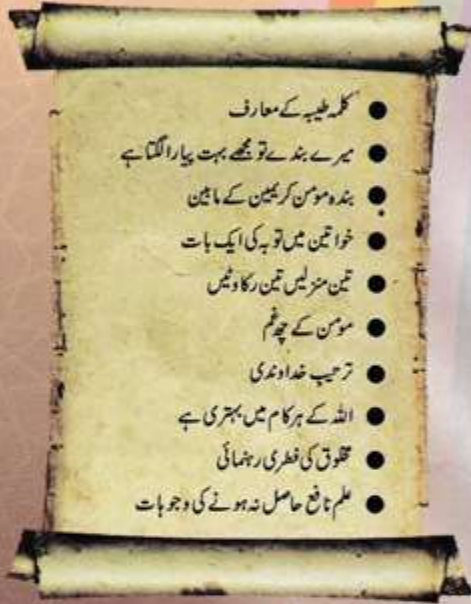 ● کلمہ طیبہ کے معارف
● میرے بندے تو مجھے بہت پیارا لگتا ہے
● بندہ مومن کریمین کے مابین
● خواتین میں توبہ کی ایک بات
● تین منزلیں تین رکاوٹیں
● مومن کے چھ غم
● ترحیب خداوندی
● اللہ کے ہر کام میں بہتری ہے
● مخلوق کی فطری رہنمائی
● علم نافع حاصل نہ ہونے کی وجوہات